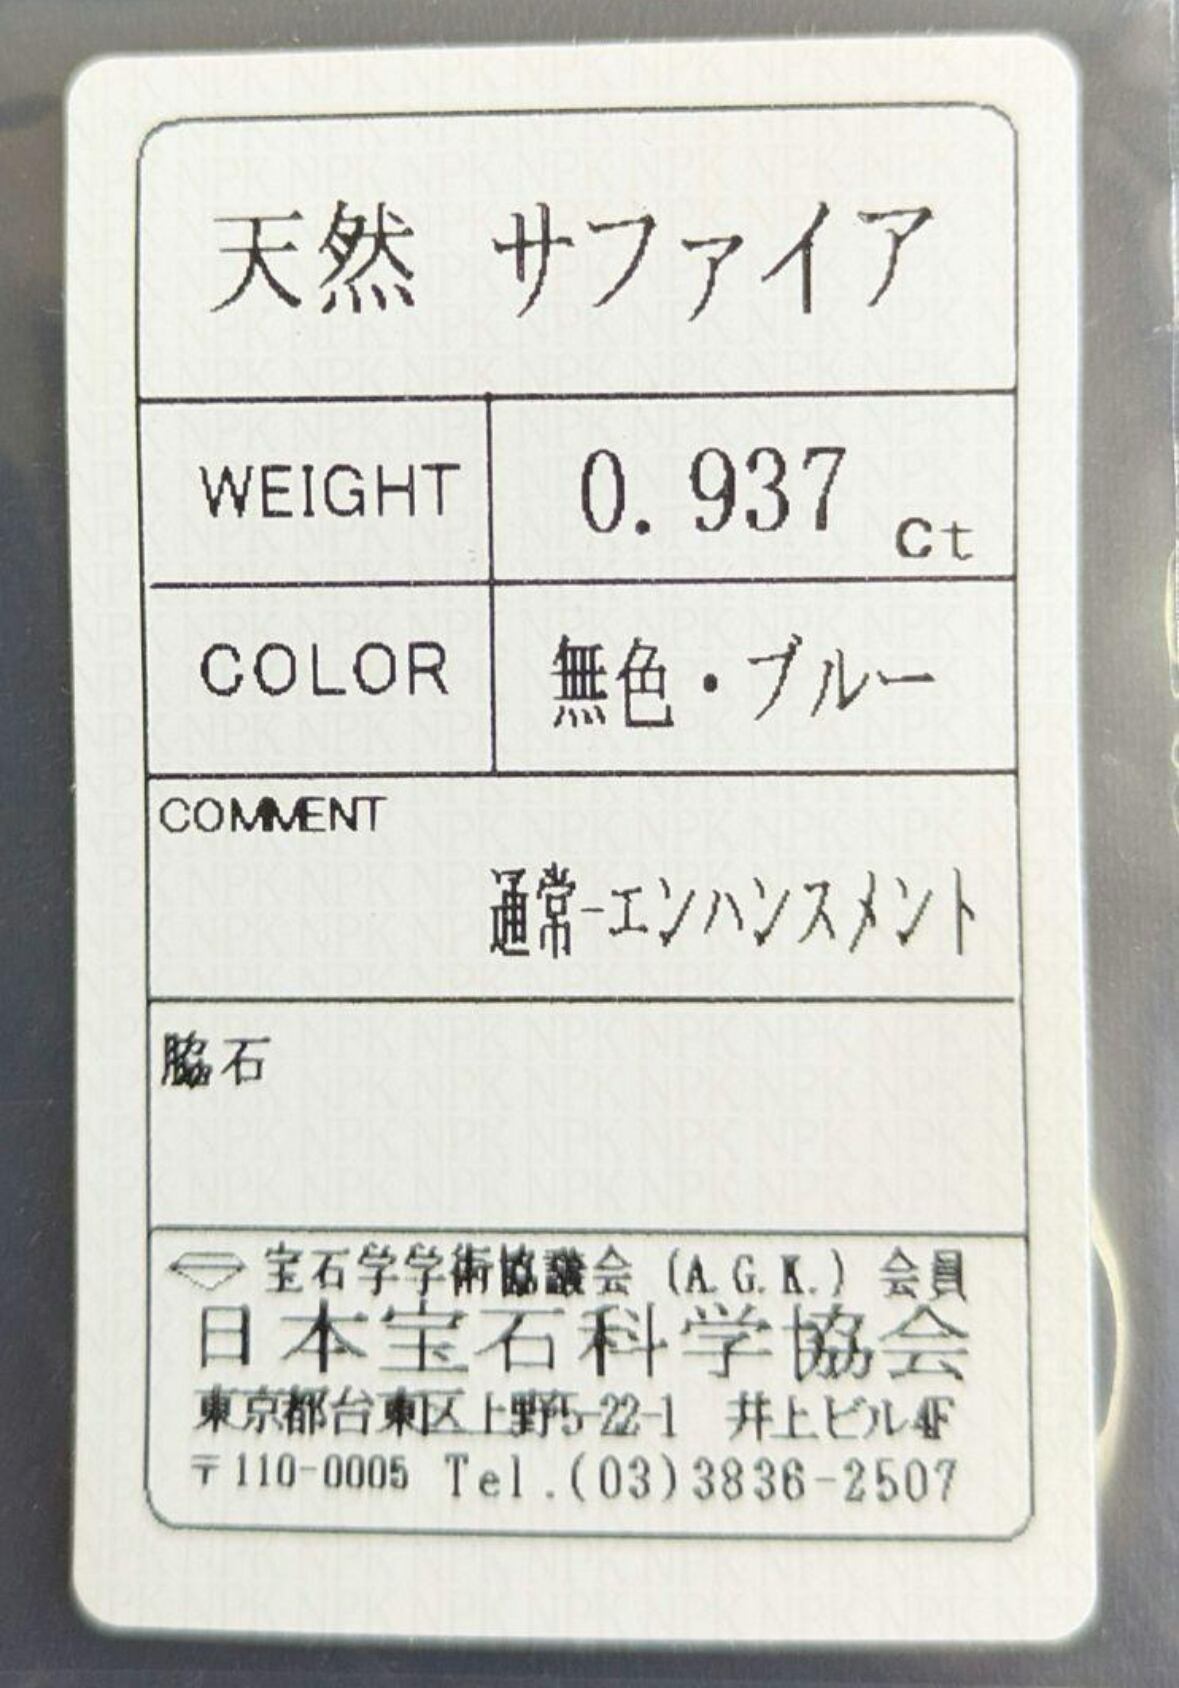 天然 サファイア
WEIGHT 0.937 ct
COLOR 無色・ブルー
COMMENT
通常-エンハンスメント
脇石
宝石学学術協議会 (A.G.K.) 会員
日本宝石科学協会
東京都台東区上野5-22-1 井上ビル4F
〒110-0005 Tel.(03)3836-2507